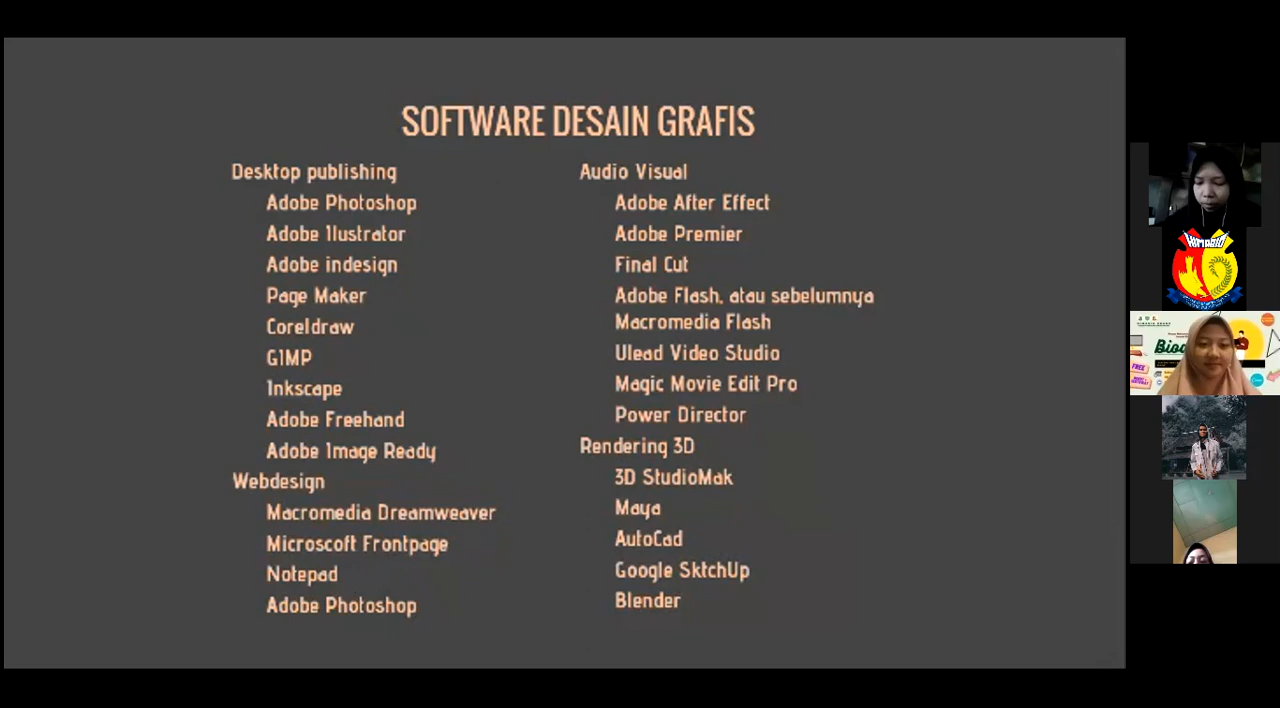 SOFTWARE DESAIN GRAFIS
Desktop publishing
Adobe Photoshop
Adobe Ilustrator
Adobe indesign
Page Maker
Coreldraw
GIMP
Inkscape
Adobe Freehand
Adobe Image Ready
Webdesign
Macromedia Dreamweaver
Microscoft Frontpage
Notepad
Adobe Photoshop
Audio Visual
Adobe After Effect
Adobe Premier
Final Cut
Adobe Flash, atau sebelumnya
Macromedia Flash
Ulead Video Studio
Magic Movie Edit Pro
Power Director
Rendering 3D
3D StudioMak
Maya
AutoCad
Google SktchUp
Blender
HIMABIO
FREE